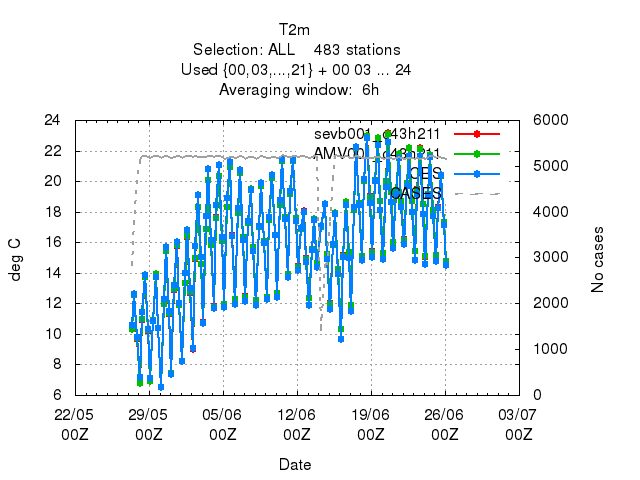 T2m
Selection: ALL 483 stations
Used {00,03,...,21} + 00 03 ... 24
Averaging window: 6h
24
22
20
18
16
14
12
10
8
6
deg C
6000
5000
4000
3000
2000
1000
0
No cases
sevb001_c43h211
AMV001_c43h211
OBS
CASES
22/05 29/05 05/06 12/06 19/06 26/06 03/07
00Z 00Z 00Z 00Z 00Z 00Z 00Z
Date